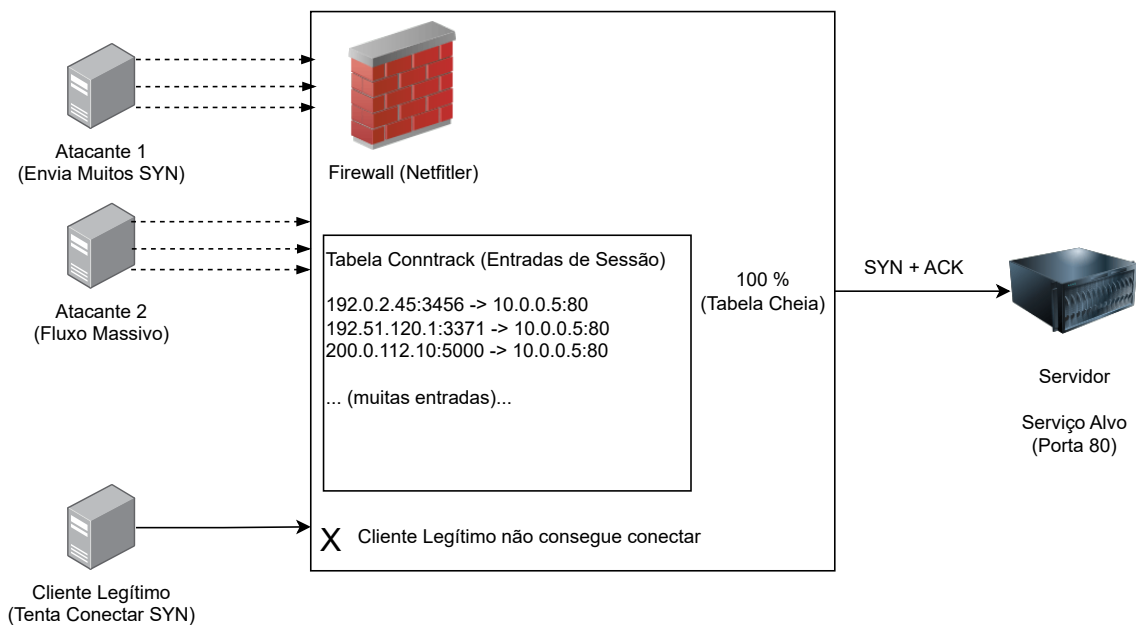 Atacante 1
(Envia Muitos SYN)
Firewall (Netfitler)
Atacante 2
(Fluxo Massivo)
Tabela Conntrack (Entradas de Sessão)
192.0.2.45:3456 -> 10.0.0.5:80
192.51.120.1:3371 -> 10.0.0.5:80
200.0.112.10:5000 -> 10.0.0.5:80
... (muitas entradas)...
100 %
(Tabela Cheia)
SYN + ACK
Servidor
Serviço Alvo
(Porta 80)
X Cliente Legítimo não consegue conectar
Cliente Legítimo
(Tenta Conectar SYN)